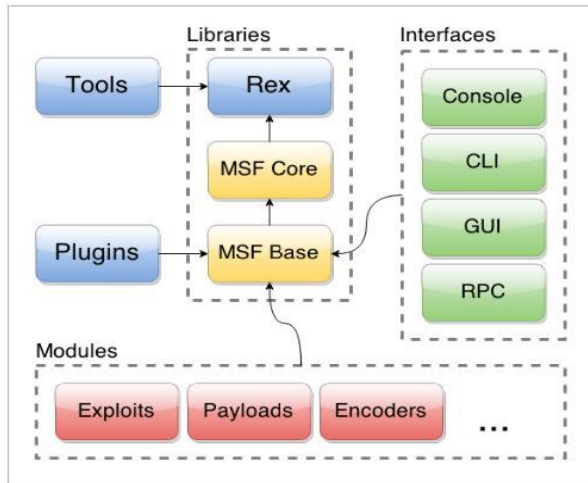 Libraries
Interfaces
Tools
Rex
Console
MSF Core
CLI
Plugins
MSF Base
GUI
RPC
Modules
Exploits
Payloads
Encoders
...